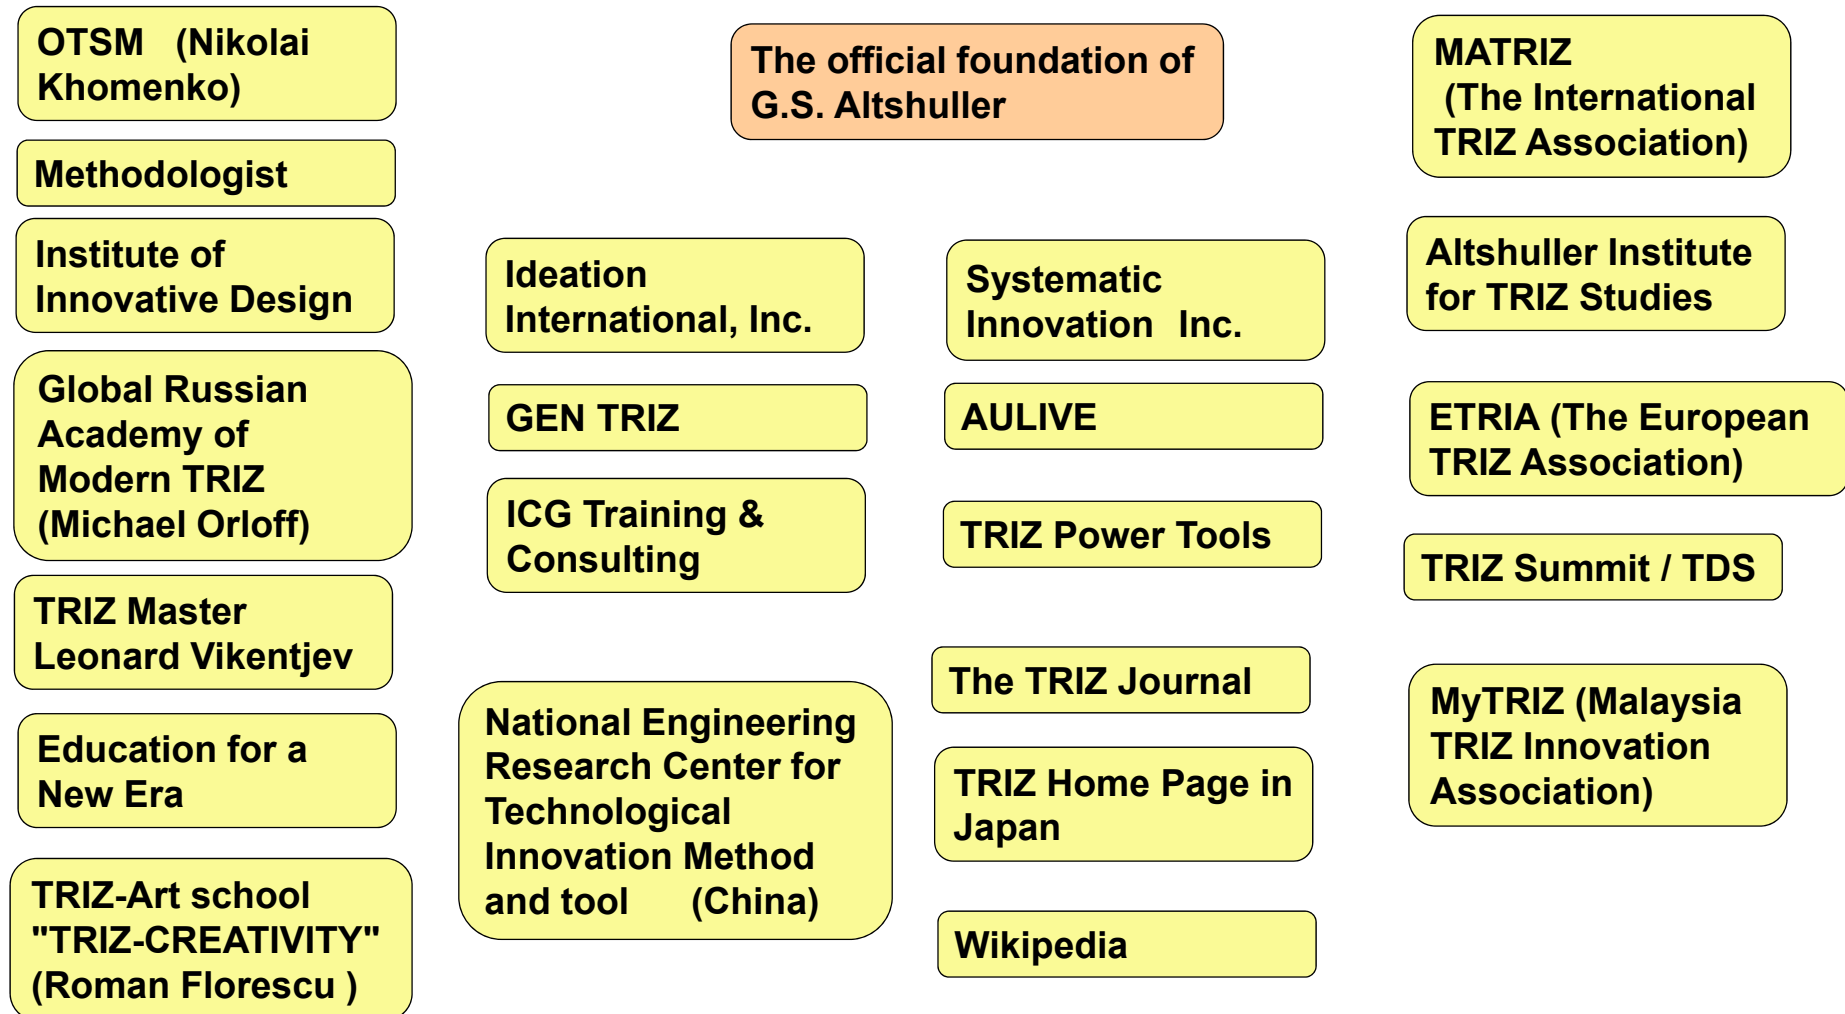 OTSM (Nikolai
Khomenko)
Methodologist
Institute of
Innovative Design
Global Russian
Academy of
Modern TRIZ
(Michael Orloff)
TRIZ Master
Leonard Vikentjev
Education for a
New Era
TRIZ-Art school
"TRIZ-CREATIVITY"
(Roman Florescu )
The official foundation of
G.S. Altshuller
Ideation
International, Inc.
GEN TRIZ
ICG Training &
Consulting
National Engineering
Research Center for
Technological
Innovation Method
and tool (China)
Systematic
Innovation Inc.
AULIVE
TRIZ Power Tools
The TRIZ Journal
TRIZ Home Page in
Japan
Wikipedia
MATRIZ
(The International
TRIZ Association)
Altshuller Institute
for TRIZ Studies
ETRIA (The European
TRIZ Association)
TRIZ Summit / TDS
MyTRIZ (Malaysia
TRIZ Innovation
Association)